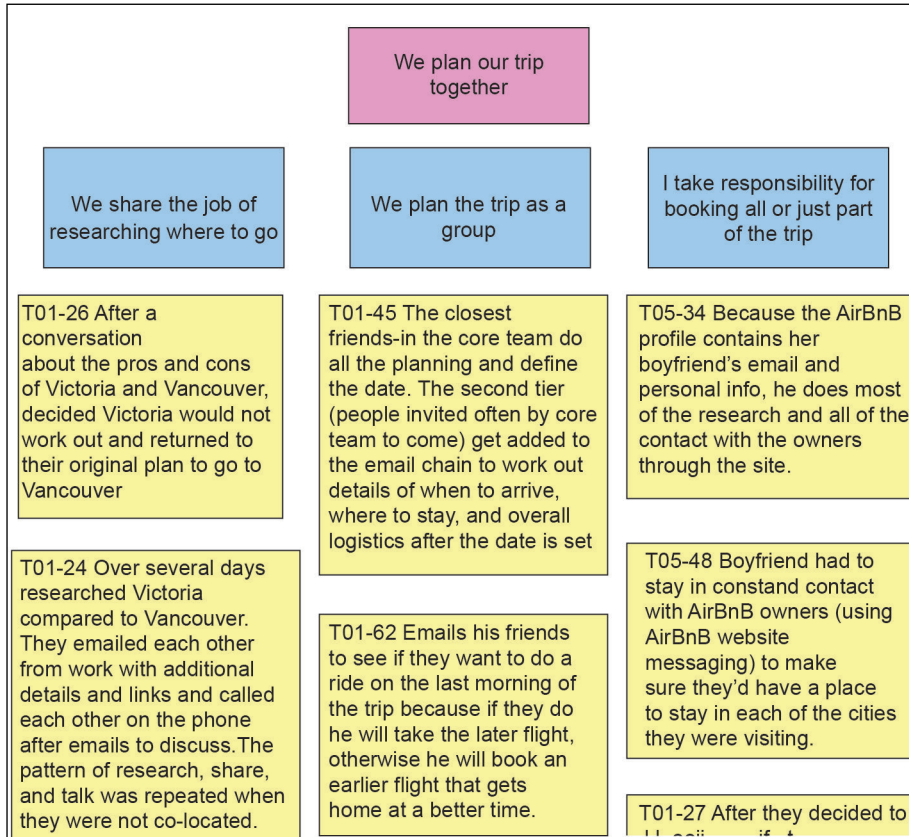 We plan our trip
together
We share the job of
researching where to go
We plan the trip as a
group
I take responsibility for
booking all or just part
of the trip
T01-26 After a
conversation
about the pros and cons
of Victoria and Vancouver,
decided Victoria would not
work out and returned to
their original plan to go to
Vancouver
T01-24 Over several days
researched Victoria
compared to Vancouver.
They emailed each other
from work with additional
details and links and called
each other on the phone
after emails to discuss.The
pattern of research, share,
and talk was repeated when
they were not co-located.
T01-45 The closest
friends-in the core team do
all the planning and define
the date. The second tier
(people invited often by core
team to come) get added to
the email chain to work out
details of when to arrive,
where to stay, and overall
logistics after the date is set
T01-62 Emails his friends
to see if they want to do a
ride on the last morning of
the trip because if they do
he will take the later flight,
otherwise he will book an
earlier flight that gets
home at a better time.
T05-34 Because the AirBnB
profile contains her
boyfriend's email and
personal info, he does most
of the research and all of the
contact with the owners
through the site.
T05-48 Boyfriend had to
stay in constand contact
with AirBnB owners (using
AirBnB website
messaging) to make
sure they'd have a place
to stay in each of the cities
they were visiting.
T01-27 After they decided to